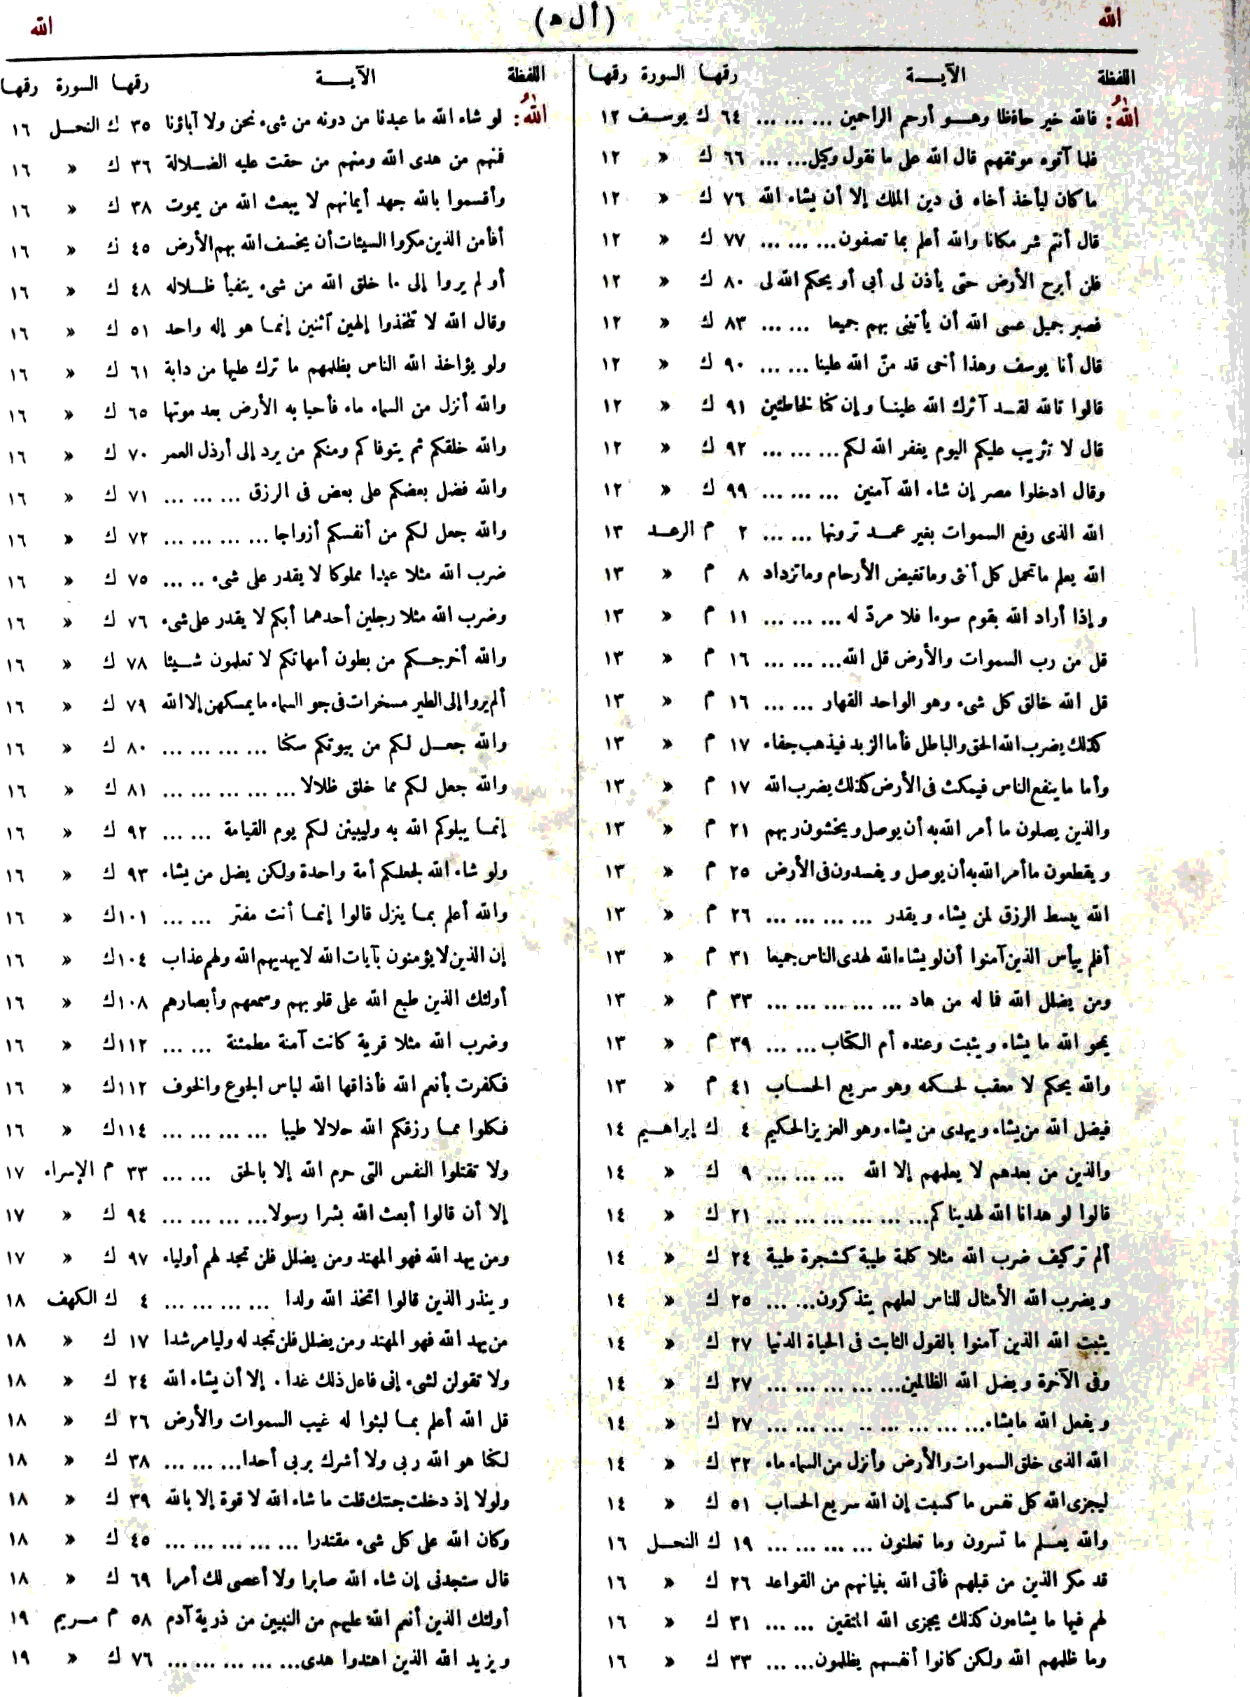 الله (أله) الله
اللفظة الآيــة رقمها السورة رقمها
اللهُ: فالله خير حافظا وهــو أرحم الراحمين ... ... ... ٦٤ ك يوسـف ١٢
فلما آتوه موثقهم قال الله على ما نقول وكيل... ... ٦٦ ك » ١٢
ما كان ليأخذ أخاه فى دين الملك إلا أن يشاء الله ٧٦ ك » ١٢
قال أنتم شر مكانا والله أعلم بما تصفون... ... ... ٧٧ ك » ١٢
فلن أبرح الأرض حتى يأذن لى أبي أو يحكم الله لى ٨٠ ك » ١٢
فصبر جميل عسى الله أن يأتينى بهم جميعا ... ... ٨٣ ك » ١٢
قال أنا يوسف وهذا أخى قد منّ الله علينا ... ... ٩٠ ك » ١٢
قالوا تالله لقــد آثرك الله علينـا وإن كنا لخاطئين ٩١ ك » ١٢
قال لا تثريب عليكم اليوم يغفر الله لكم ... ... ... ٩٢ ك » ١٢
وقال ادخلوا مصر إن شاء الله آمنين ... ... ... ٩٩ ك » ١٢
الله الذى رفع السموات بغير عمـد ترونها ... ... ٢ م الرعـد ١٣
الله يعلم ما تحمل كل أنثى وما تغيض الأرحام وما تزداد ٨ م » ١٣
وإذا أراد الله بقوم سوءا فلا مردّ له ... ... ... ١١ م » ١٣
قل من رب السموات والأرض قل الله... ... ... ١٦ م » ١٣
قل الله خالق كل شىء وهو الواحد القهار ... ... ١٦ م » ١٣
كذلك يضرب الله الحق والباطل فأما الزبد فيذهب جفاء ١٧ م » ١٣
وأما ما ينفع الناس فيمكث فى الأرض كذلك يضرب الله ١٧ م » ١٣
والذين يصلون ما أمر الله به أن يوصل ويخشون ربهم ٢١ م » ١٣
ويقطعون ما أمر الله به أن يوصل ويفسدون فى الأرض ٢٥ م » ١٣
الله يبسط الرزق لمن يشاء ويقدر ... ... ... ... ٢٦ م » ١٣
أفلم ييأس الذين آمنوا أن لو يشاء الله لهدى الناس جميعا ٣١ م » ١٣
ومن يضلل الله فما له من هاد ... ... ... ... ... ٣٣ م » ١٣
يمحو الله ما يشاء ويثبت وعنده أم الكتاب... ... ٣٩ م » ١٣
والله يحكم لا معقب لحكمه وهو سريع الحساب ٤١ م » ١٣
فيضل الله من يشاء ويهدى من يشاء وهو العزيز الحكيم ٤ ك إبراهـيم ١٤
والذين من بعدهم لا يعلمهم إلا الله ... ... ... ٩ ك » ١٤
قالوا لو هدانا الله لهديناكم... ... ... ... ... ... ٢١ ك » ١٤
ألم تر كيف ضرب الله مثلا كلمة طيبة كشجرة طيبة ٢٤ ك » ١٤
ويضرب الله الأمثال للناس لعلهم يتذكرون... ... ٢٥ ك » ١٤
يثبت الله الذين آمنوا بالقول الثابت فى الحياة الدنيا ٢٧ ك » ١٤
وفى الآخرة ويضل الله الظالمين... ... ... ... ... ٢٧ ك » ١٤
ويفعل الله ما يشاء... ... ... ... .. ... ... ... ٢٧ ك » ١٤
الله الذى خلق السموات والأرض وأنزل من السماء ماء ٣٢ ك » ١٤
ليجزى الله كل نفس ما كسبت إن الله سريع الحساب ٥١ ك » ١٤
والله يعـلم ما تسرون وما تعلنون ... ... ... ... ١٩ ك النحـل ١٦
قد مكر الذين من قبلهم فأتى الله بنيانهم من القواعد ٢٦ ك » ١٦
لهم فيها ما يشاءون كذلك يجزى الله المتقين ... ... ٣١ ك » ١٦
وما ظلمهم الله ولكن كانوا أنفسهم يظلمون... ... ٣٣ ك » ١٦
اللفظة الآيــة رقمها السورة رقمها
اللهُ: لو شاء الله ما عبدنا من دونه من شىء نحن ولا آباؤنا ٣٥ ك النحـل ١٦
فمنهم من هدى الله ومنهم من حقت عليه الضـلالة ٣٦ ك » ١٦
وأقسموا بالله جهد أيمانهم لا يبعث الله من يموت ٣٨ ك » ١٦
أفأمن الذين مكروا السيئات أن يخسف الله بهم الأرض ٤٥ ك » ١٦
أو لم يروا إلى ما خلق الله من شىء يتفيأ ظـلاله ٤٨ ك » ١٦
وقال الله لا تتخذوا إلهين آثنين إنمـا هو إله واحد ٥١ ك » ١٦
ولو يؤاخذ الله الناس بظلمهم ما ترك عليها من دابة ٦١ ك » ١٦
والله أنزل من السماء ماء فأحيا به الأرض بعد موتها ٦٥ ك » ١٦
والله خلقكم ثم يتوفاكم ومنكم من يرد إلى أرذل العمر ٧٠ ك » ١٦
والله فضل بعضكم على بعض فى الرزق ... ... ... ٧١ ك » ١٦
والله جعل لكم من أنفسكم أزواجا ... ... ... ... ٧٢ ك » ١٦
ضرب الله مثلا عبدا مملوكا لا يقدر على شىء .. ... ٧٥ ك » ١٦
وضرب الله مثلا رجلين أحدهما أبكم لا يقدر على شىء ٧٦ ك » ١٦
والله أخرجـكم من بطون أمهاتكم لا تعلمون شـيئا ٧٨ ك » ١٦
ألم يروا إلى الطير مسخرات فى جو السماء ما يمسكهن إلا الله ٧٩ ك » ١٦
والله جعــل لكم من بيوتكم سكنا ... ... ... ... ٨٠ ك » ١٦
والله جعل لكم مما خلق ظلالا ... ... ... ... ... ٨١ ك » ١٦
إنمـا يبلوكم الله به وليبينن لكم يوم القيامة ... ... ٩٢ ك » ١٦
ولو شاء الله لجعلكم أمة واحدة ولكن يضل من يشاء ٩٣ ك » ١٦
والله أعلم بمـا ينزل قالوا إنمـا أنت مفتر ... ... ١٠١ك » ١٦
إن الذين لا يؤمنون بآيات الله لا يهديهم الله ولهم عذاب ١٠٤ك » ١٦
أولئك الذين طبع الله على قلوبهم وسمعهم وأبصارهم ١٠٨ك » ١٦
وضرب الله مثلا قرية كانت آمنة مطمئنة ... ... ١١٢ك » ١٦
فكفرت بأنعم الله فأذاقها الله لباس الجوع والخوف ١١٢ك » ١٦
فكلوا ممـا رزقكم الله حلالا طيبا ... ... ... ... ١١٤ك » ١٦
ولا تقتلوا النفس التى حرم الله إلا بالحق ... ... ٣٣ م الإسراء ١٧
إلا أن قالوا أبعث الله بشرا رسولا... ... ... ... ٩٤ ك » ١٧
ومن يهد الله فهو المهتد ومن يضلل فلن تجد لهم أولياء ٩٧ ك » ١٧
وينذر الذين قالوا اتخذ الله ولدا ... ... ... ... ٤ ك الكهف ١٨
من يهد الله فهو المهتد ومن يضلل فلن تجد له وليا مرشدا ١٧ ك » ١٨
ولا تقولن لشىء إنى فاعل ذلك غدا . إلا أن يشاء الله ٢٤ ك » ١٨
قل الله أعلم بمـا لبثوا له غيب السموات والأرض ٢٦ ك » ١٨
لكنا هو الله ربى ولا أشرك بربى أحدا... ... ... ٣٨ ك » ١٨
ولولا إذ دخلت جنتك قلت ما شاء الله لا قوة إلا بالله ٣٩ ك » ١٨
وكان الله على كل شىء مقتدرا ... ... ... ... ... ٤٥ ك » ١٨
قال ستجدنى إن شاء الله صابرا ولا أعصى لك أمرا ٦٩ ك » ١٨
أولئك الذين أنعم الله عليهم من النبيين من ذرية آدم ٥٨ م مـريم ١٩
ويزيد الله الذين اهتدوا هدى... ... ... ... ... ٧٦ ك » ١٩